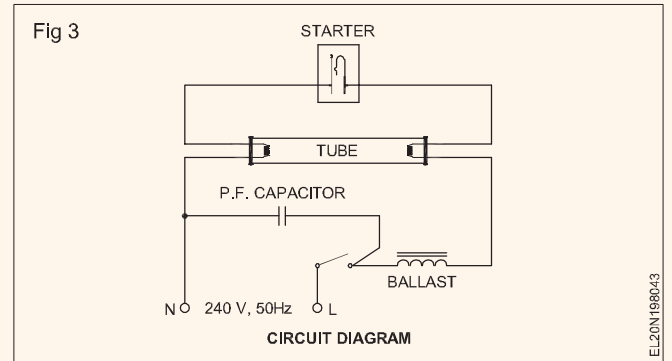 Fig 3
STARTER
TUBE
P.F. CAPACITOR
BALLAST
N 240 V, 50Hz L
CIRCUIT DIAGRAM
EL20N198043